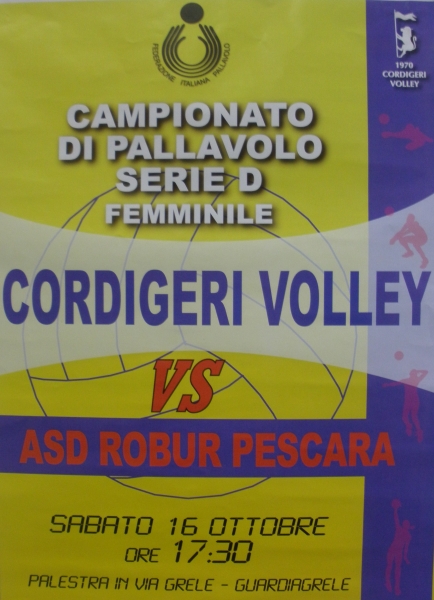 FEDERAZIONE ITALIANA PALLAVOLO
1970
CORDIGERI
VOLLEY
CAMPIONATO
DI PALLAVOLO
SERIE D
FEMMINILE
CORDIGERI VOLLEY
VS
ASD ROBUR PESCARA
SABATO 16 OTTOBRE
ORE 17:30
PALESTRA IN VIA GRELE - GUARDIAGRELE